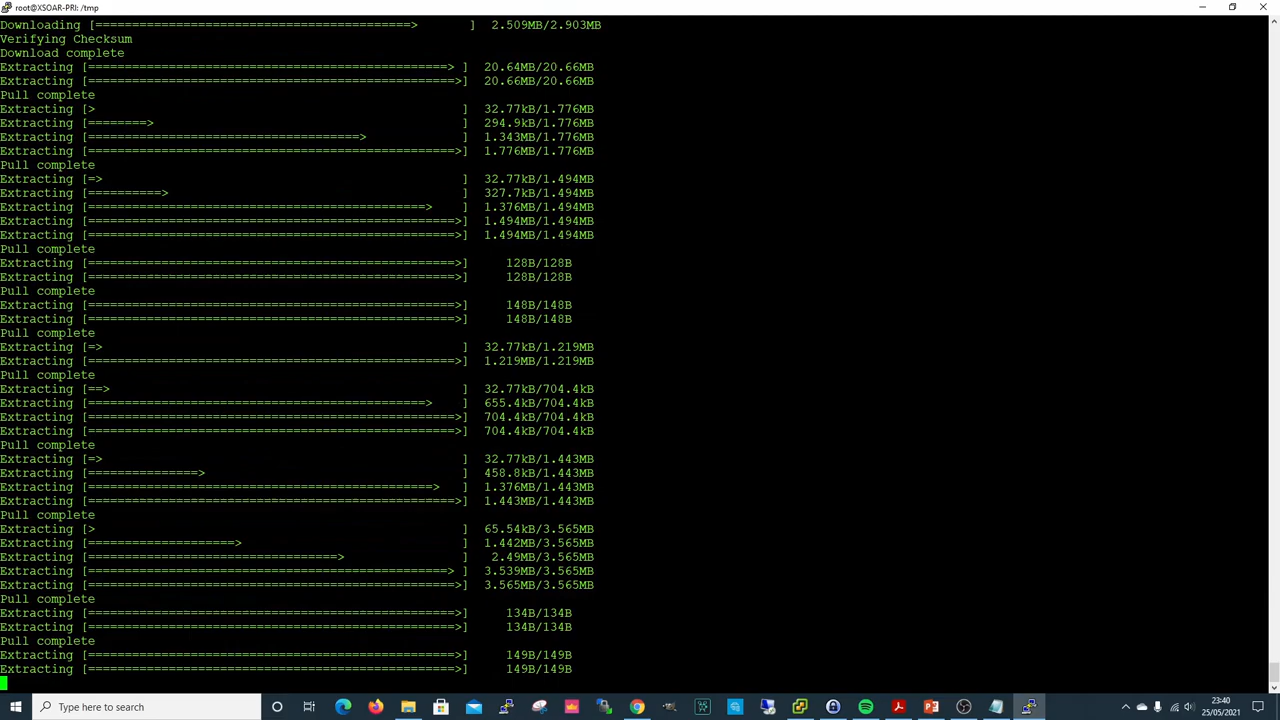 root@XSOAR-PRI: /tmp
Downloading [===========================================>      ]  2.509MB/2.903MB
Verifying Checksum
Download complete
Extracting [=================================================> ]  20.64MB/20.66MB
Extracting [==================================================>]  20.66MB/20.66MB
Pull complete
Extracting [>                                                  ]  32.77kB/1.776MB
Extracting [========>                                          ]  294.9kB/1.776MB
Extracting [=====================================>             ]  1.343MB/1.776MB
Extracting [==================================================>]  1.776MB/1.776MB
Pull complete
Extracting [=>                                                 ]  32.77kB/1.494MB
Extracting [==========>                                        ]  327.7kB/1.494MB
Extracting [==============================================>    ]  1.376MB/1.494MB
Extracting [==================================================>]  1.494MB/1.494MB
Extracting [==================================================>]  1.494MB/1.494MB
Pull complete
Extracting [==================================================>]     128B/128B
Extracting [==================================================>]     128B/128B
Pull complete
Extracting [==================================================>]     148B/148B
Extracting [==================================================>]     148B/148B
Pull complete
Extracting [=>                                                 ]  32.77kB/1.219MB
Extracting [==================================================>]  1.219MB/1.219MB
Pull complete
Extracting [==>                                                ]  32.77kB/704.4kB
Extracting [==============================================>    ]  655.4kB/704.4kB
Extracting [==================================================>]  704.4kB/704.4kB
Extracting [==================================================>]  704.4kB/704.4kB
Pull complete
Extracting [=>                                                 ]  32.77kB/1.443MB
Extracting [===============>                                   ]  458.8kB/1.443MB
Extracting [===============================================>   ]  1.376MB/1.443MB
Extracting [==================================================>]  1.443MB/1.443MB
Pull complete
Extracting [>                                                  ]  65.54kB/3.565MB
Extracting [====================>                              ]  1.442MB/3.565MB
Extracting [==================================>                ]   2.49MB/3.565MB
Extracting [=================================================> ]  3.539MB/3.565MB
Extracting [==================================================>]  3.565MB/3.565MB
Pull complete
Extracting [==================================================>]     134B/134B
Extracting [==================================================>]     134B/134B
Pull complete
Extracting [==================================================>]     149B/149B
Extracting [==================================================>]     149B/149B
Type here to search
23:40
25/05/2021